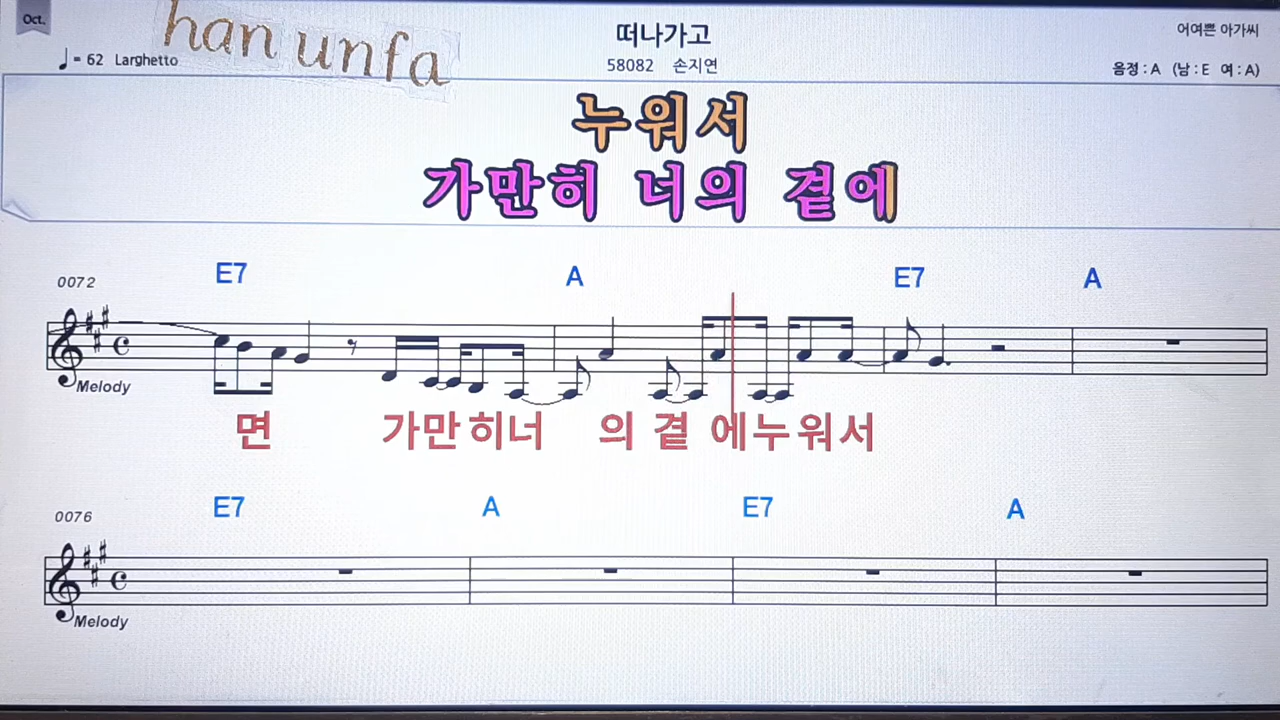 Oct.
han unfa
떠나가고
어여쁜 아가씨
♩= 62 Larghetto
58082 손지연
음정 : A (남 : E 여 : A)
누워서
가만히 너의 곁에
0072
E7 A E7 A
Melody
면 가만히너 의 곁 에누워서
0076
E7 A E7 A
Melody